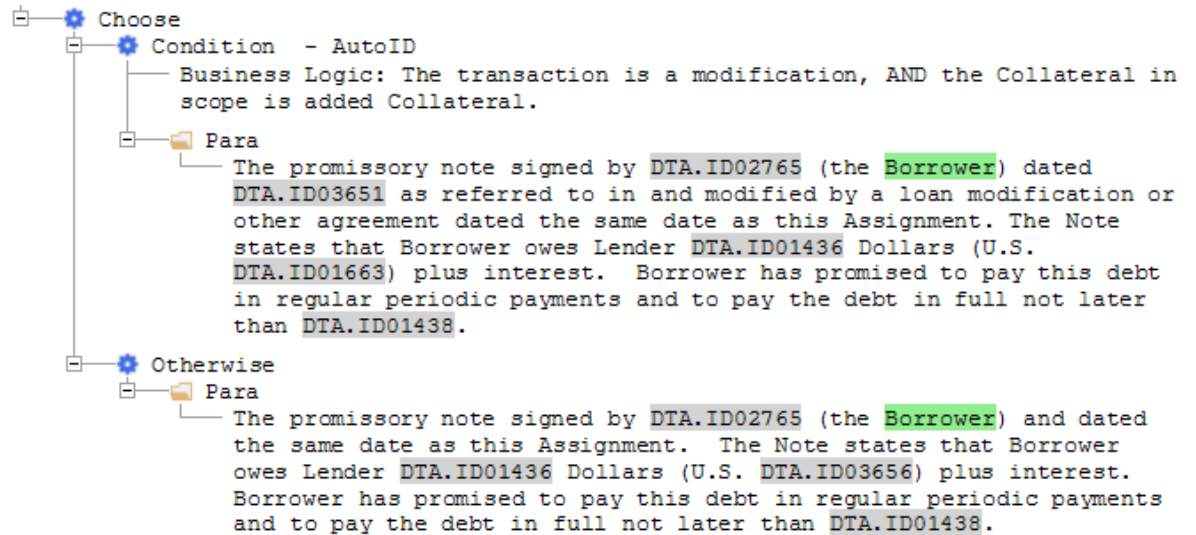 Choose
Condition  - AutoID
Business Logic: The transaction is a modification, AND the Collateral in
scope is added Collateral.
Para
The promissory note signed by DTA.ID02765 (the Borrower) dated
DTA.ID03651 as referred to in and modified by a loan modification or
other agreement dated the same date as this Assignment. The Note
states that Borrower owes Lender DTA.ID01436 Dollars (U.S.
DTA.ID01663) plus interest.  Borrower has promised to pay this debt
in regular periodic payments and to pay the debt in full not later
than DTA.ID01438.
Otherwise
Para
The promissory note signed by DTA.ID02765 (the Borrower) and dated
the same date as this Assignment.  The Note states that Borrower
owes Lender DTA.ID01436 Dollars (U.S. DTA.ID03656) plus interest.
Borrower has promised to pay this debt in regular periodic payments
and to pay the debt in full not later than DTA.ID01438.